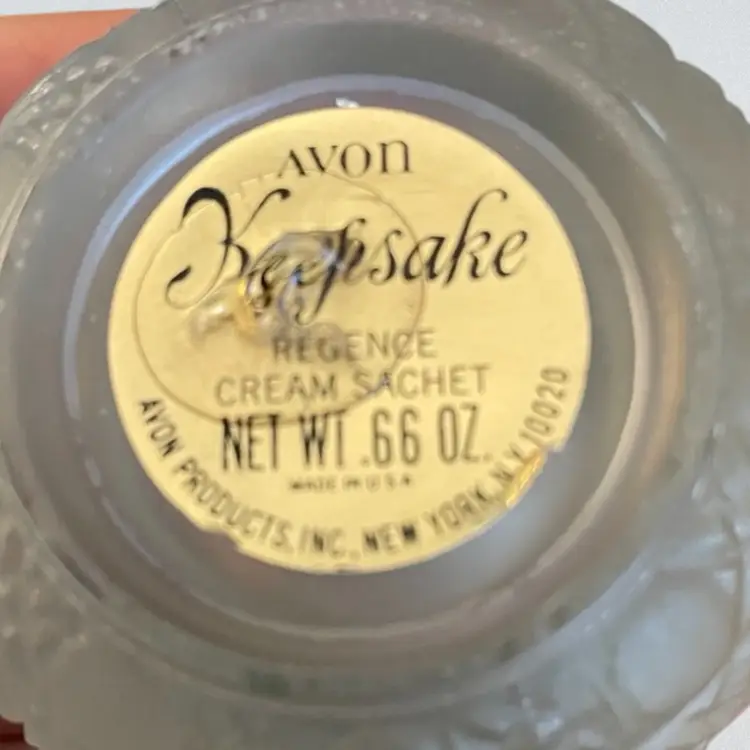 AVON
Keepsake
REGENCE
CREAM SACHET
NET WT .66 OZ.
MADE IN U S A
AVON PRODUCTS, INC., NEW YORK, N.Y. 10020